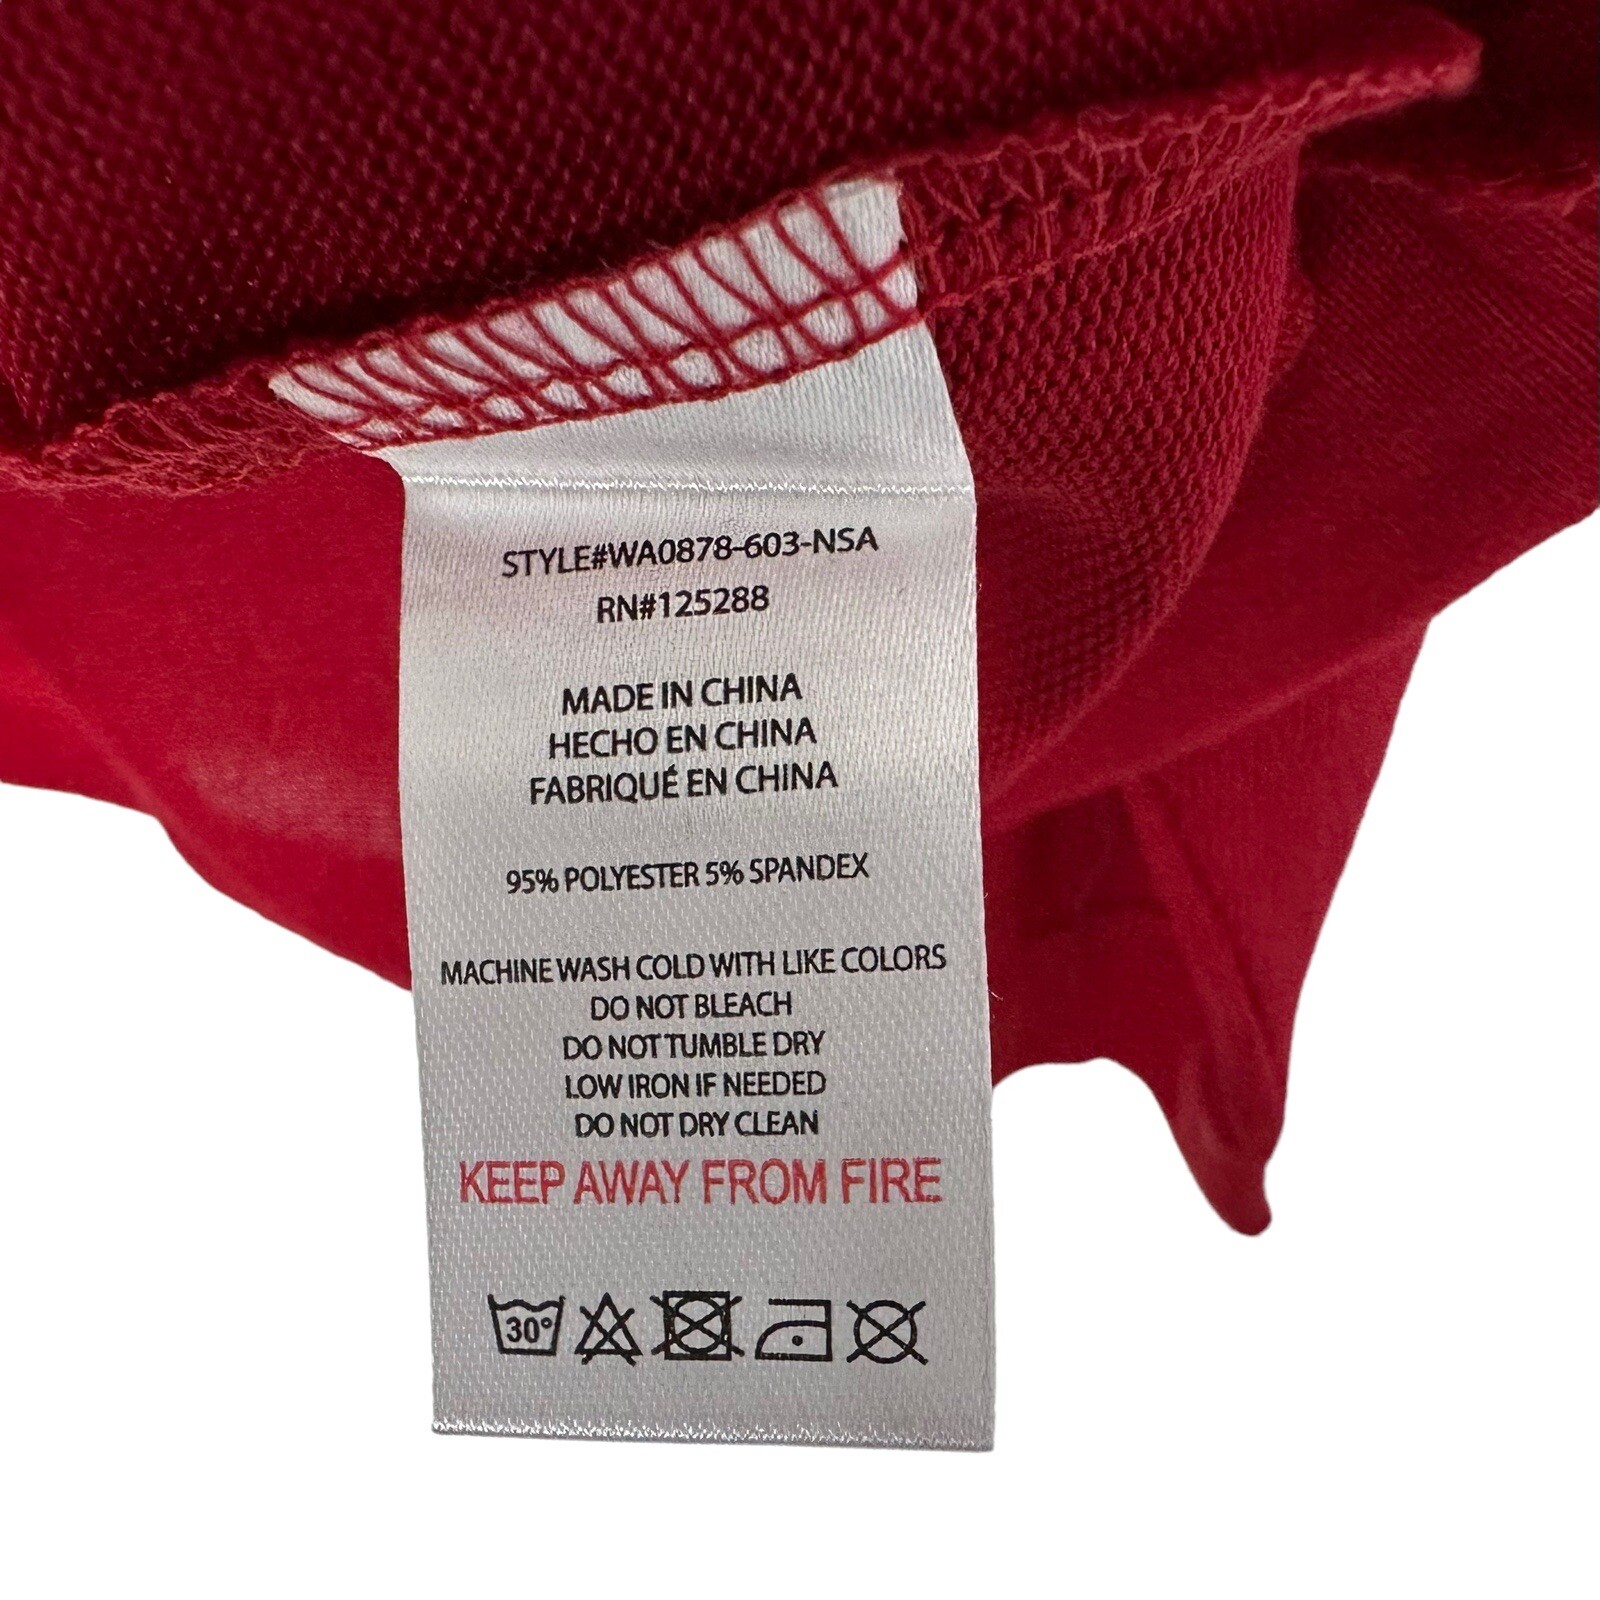 STYLE#WA0878-603-NSA
RN#125288
MADE IN CHINA
HECHO EN CHINA
FABRIQUÉ EN CHINA
95% POLYESTER 5% SPANDEX
MACHINE WASH COLD WITH LIKE COLORS
DO NOT BLEACH
DO NOT TUMBLE DRY
LOW IRON IF NEEDED
DO NOT DRY CLEAN
KEEP AWAY FROM FIRE
30°